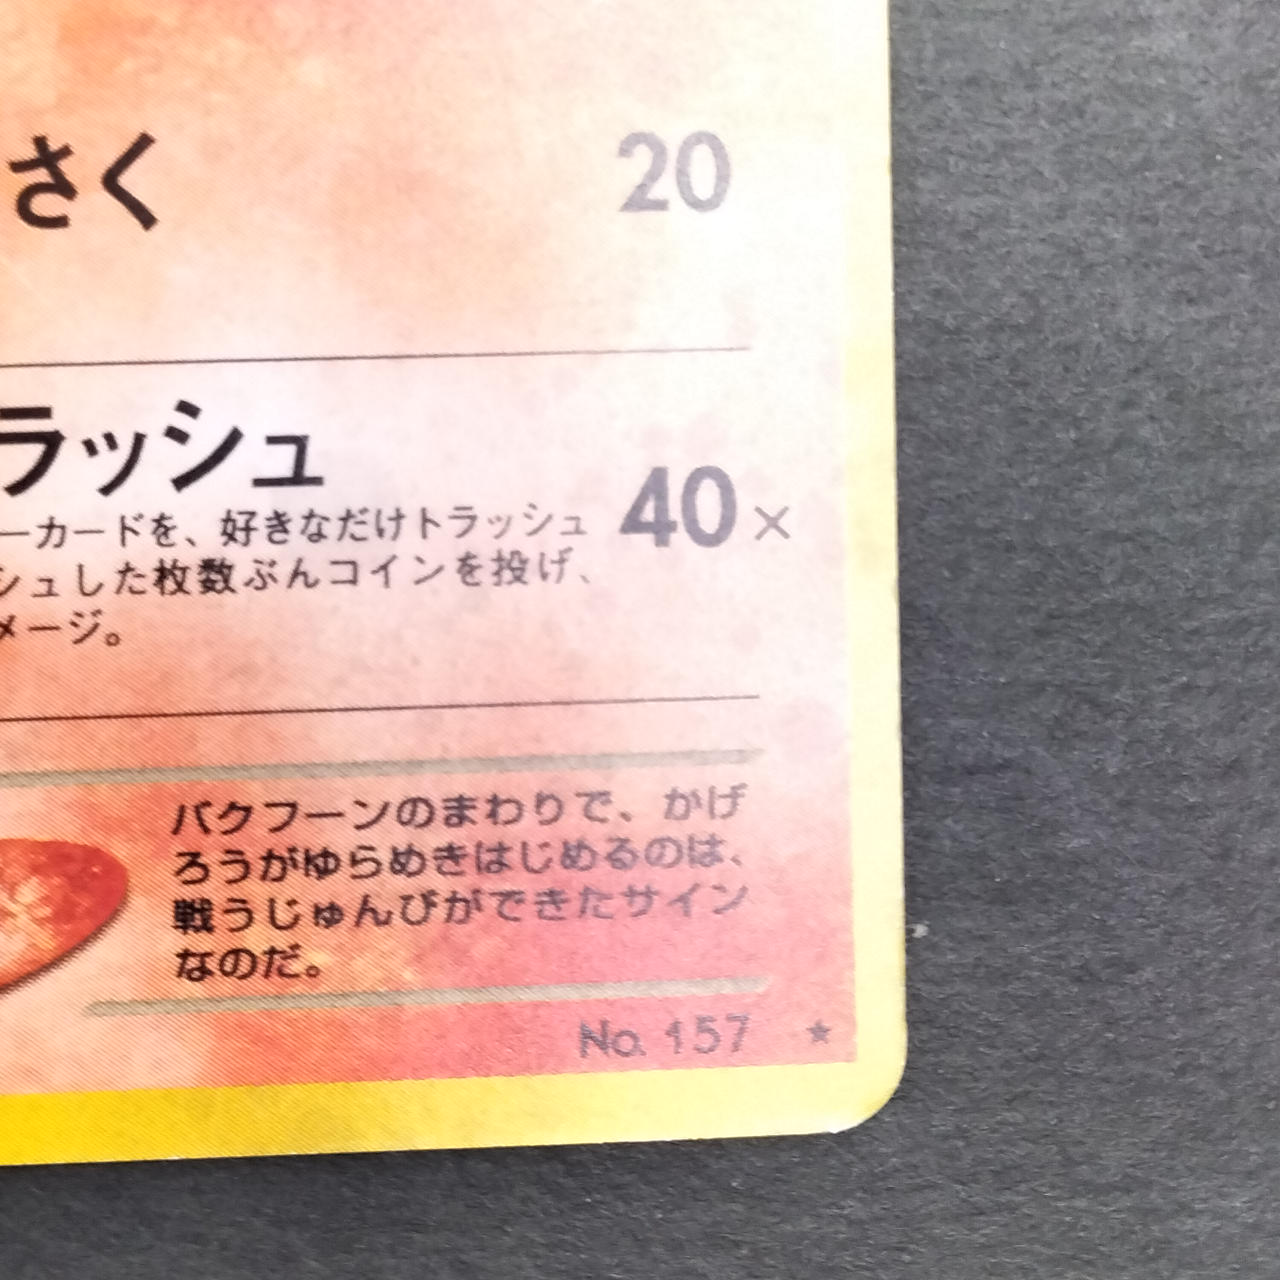 さく 20
ラッシュ
ーカードを、好きなだけトラッシュ 40×
シュした枚数ぶんコインを投げ、
メージ。
バクフーンのまわりで、かげ
ろうがゆらめきはじめるのは、
戦うじゅんびができたサイン
なのだ。
No. 157 ★